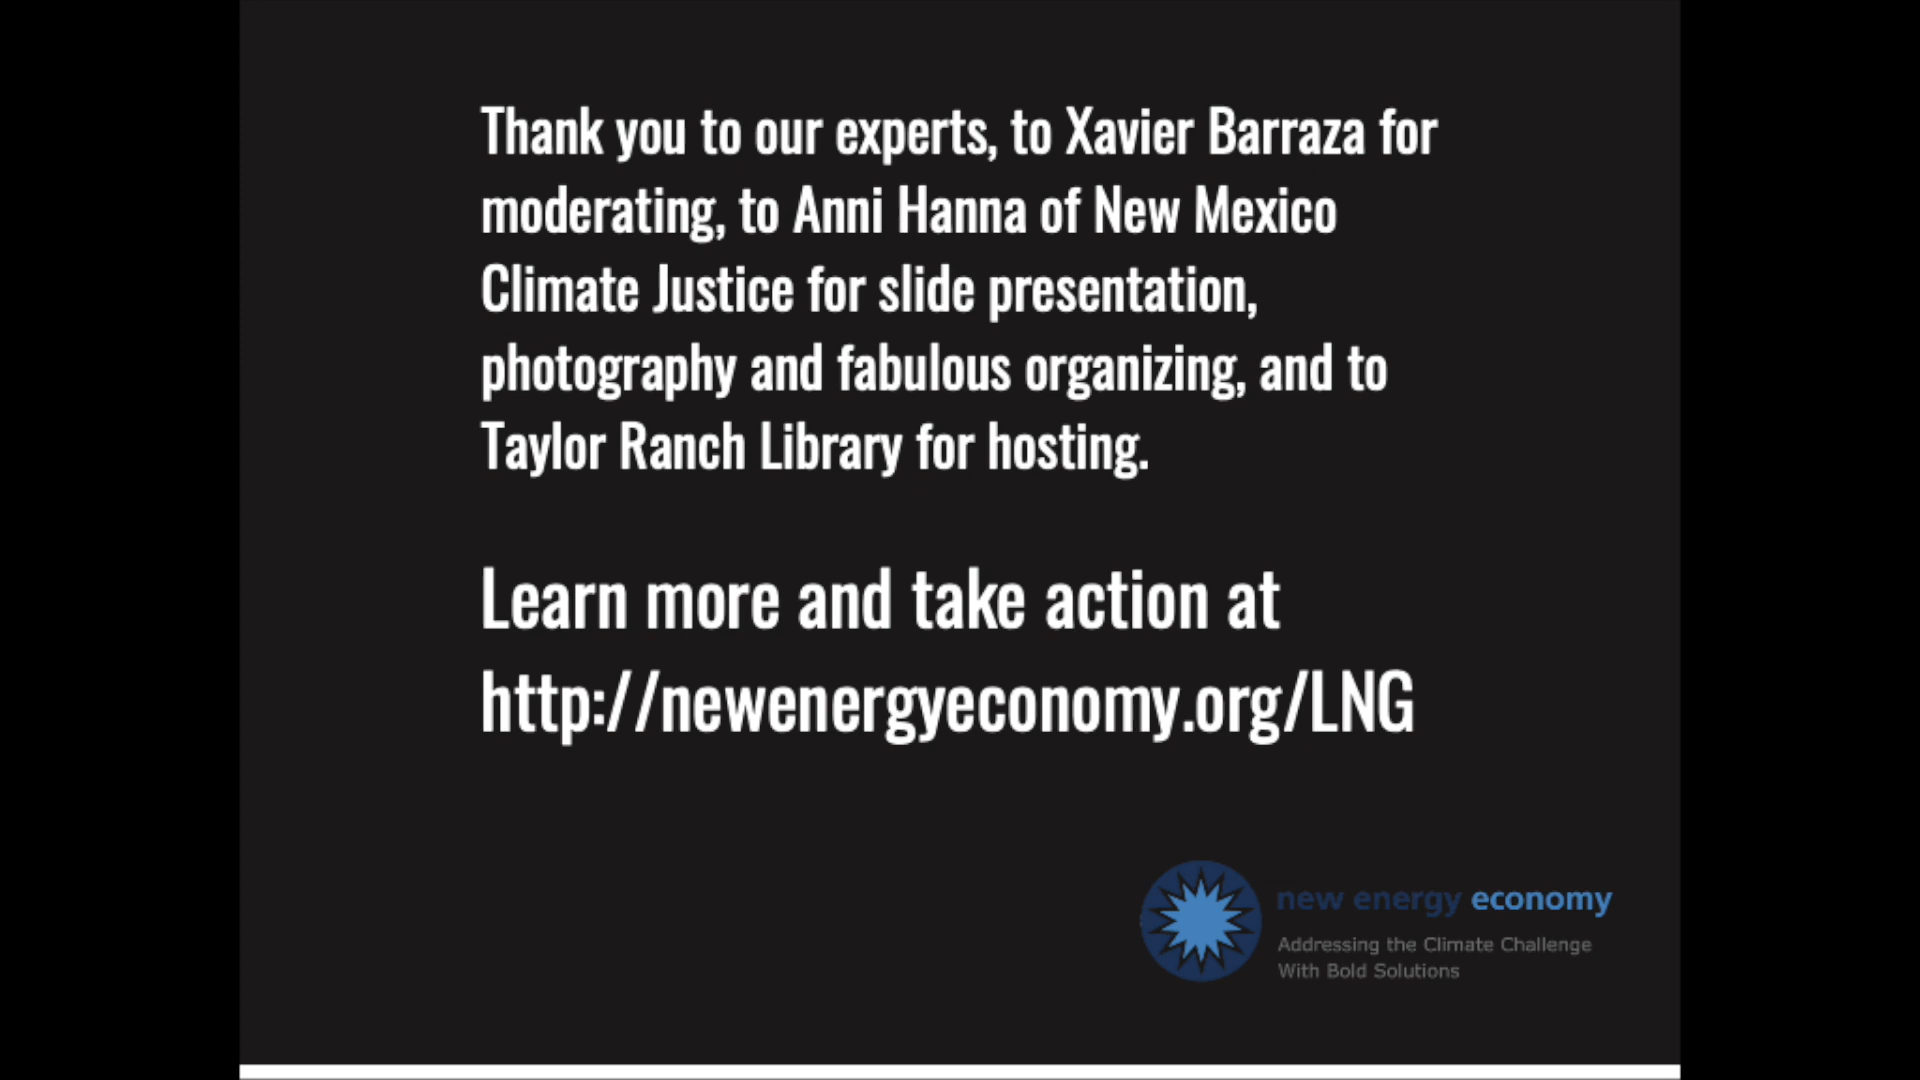 Thank you to our experts, to Xavier Barraza for
moderating, to Anni Hanna of New Mexico
Climate Justice for slide presentation,
photography and fabulous organizing, and to
Taylor Ranch Library for hosting.
Learn more and take action at
http://newenergyeconomy.org/LNG
new energy economy
Addressing the Climate Challenge
With Bold Solutions